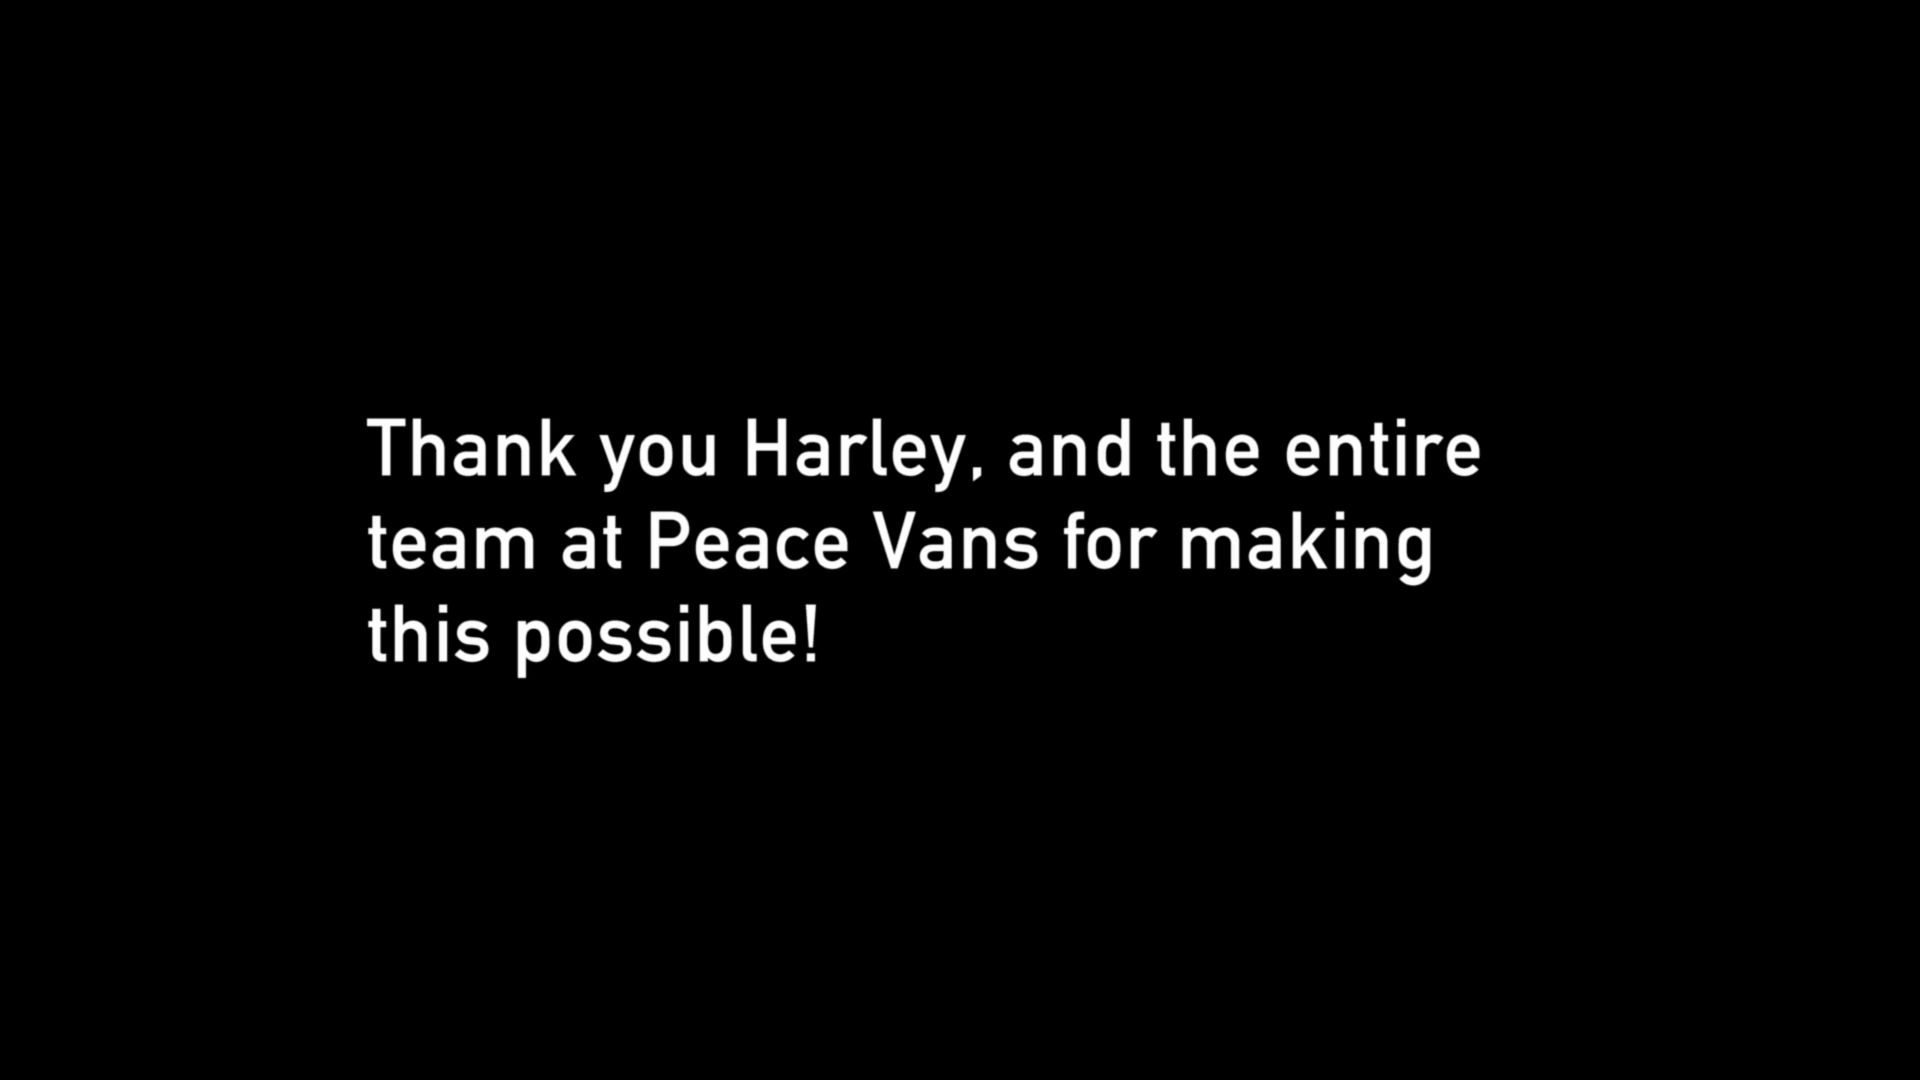 Thank you Harley, and the entire
team at Peace Vans for making
this possible!